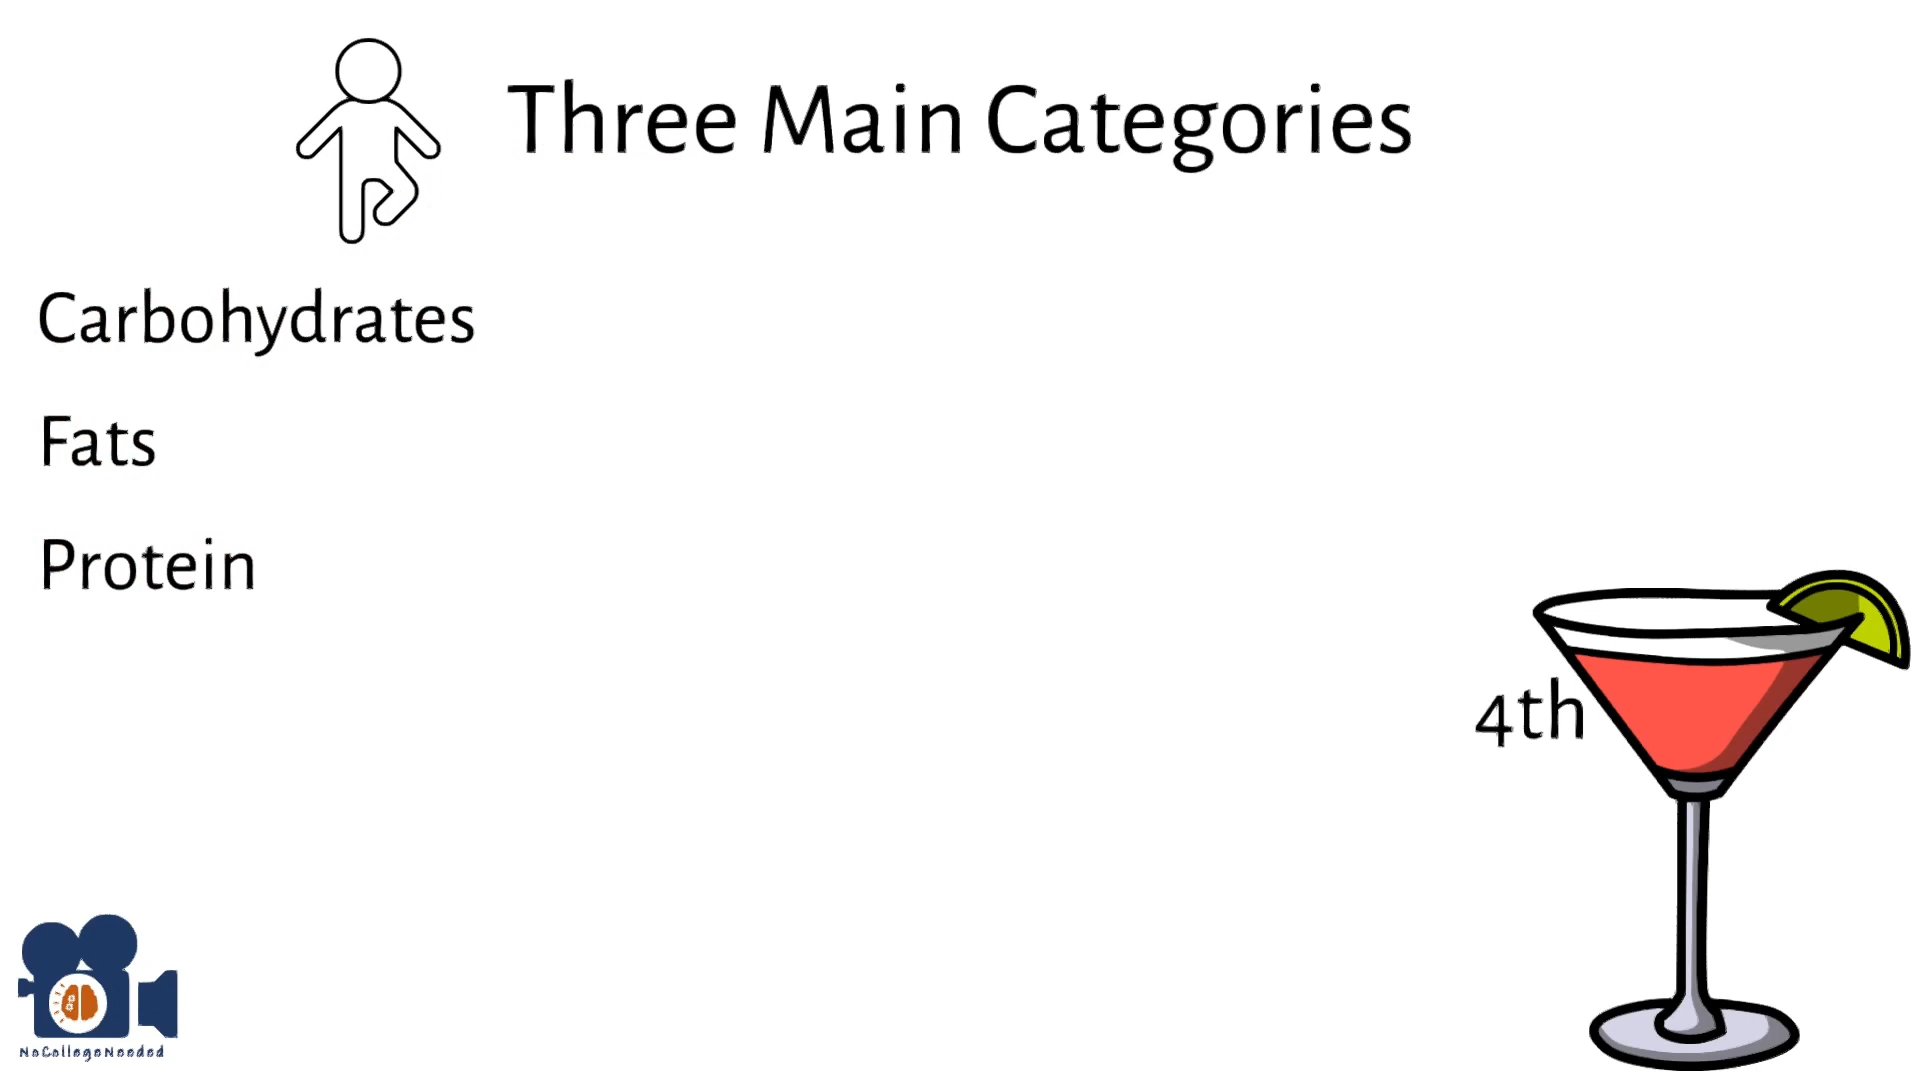 Three Main Categories
Carbohydrates
Fats
Protein
4th
NoCollegeNeeded